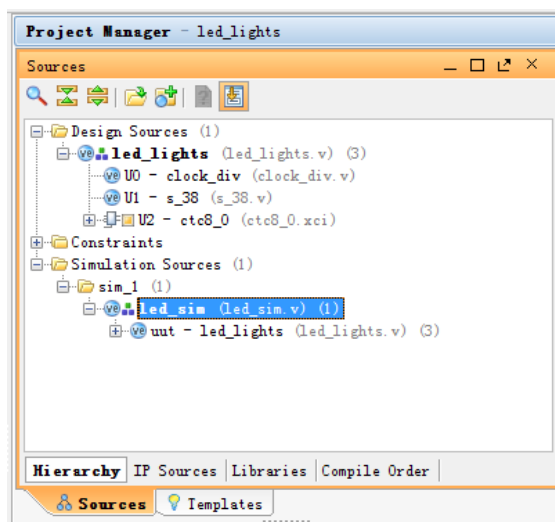 Project Manager - led_lights
Sources
Design Sources (1)
led_lights (led_lights.v) (3)
U0 - clock_div (clock_div.v)
U1 - s_38 (s_38.v)
U2 - ctc8_0 (ctc8_0.xci)
Constraints
Simulation Sources (1)
sim_1 (1)
led_sim (led_sim.v) (1)
uut - led_lights (led_lights.v) (3)
Hierarchy IP Sources Libraries Compile Order
Sources Templates